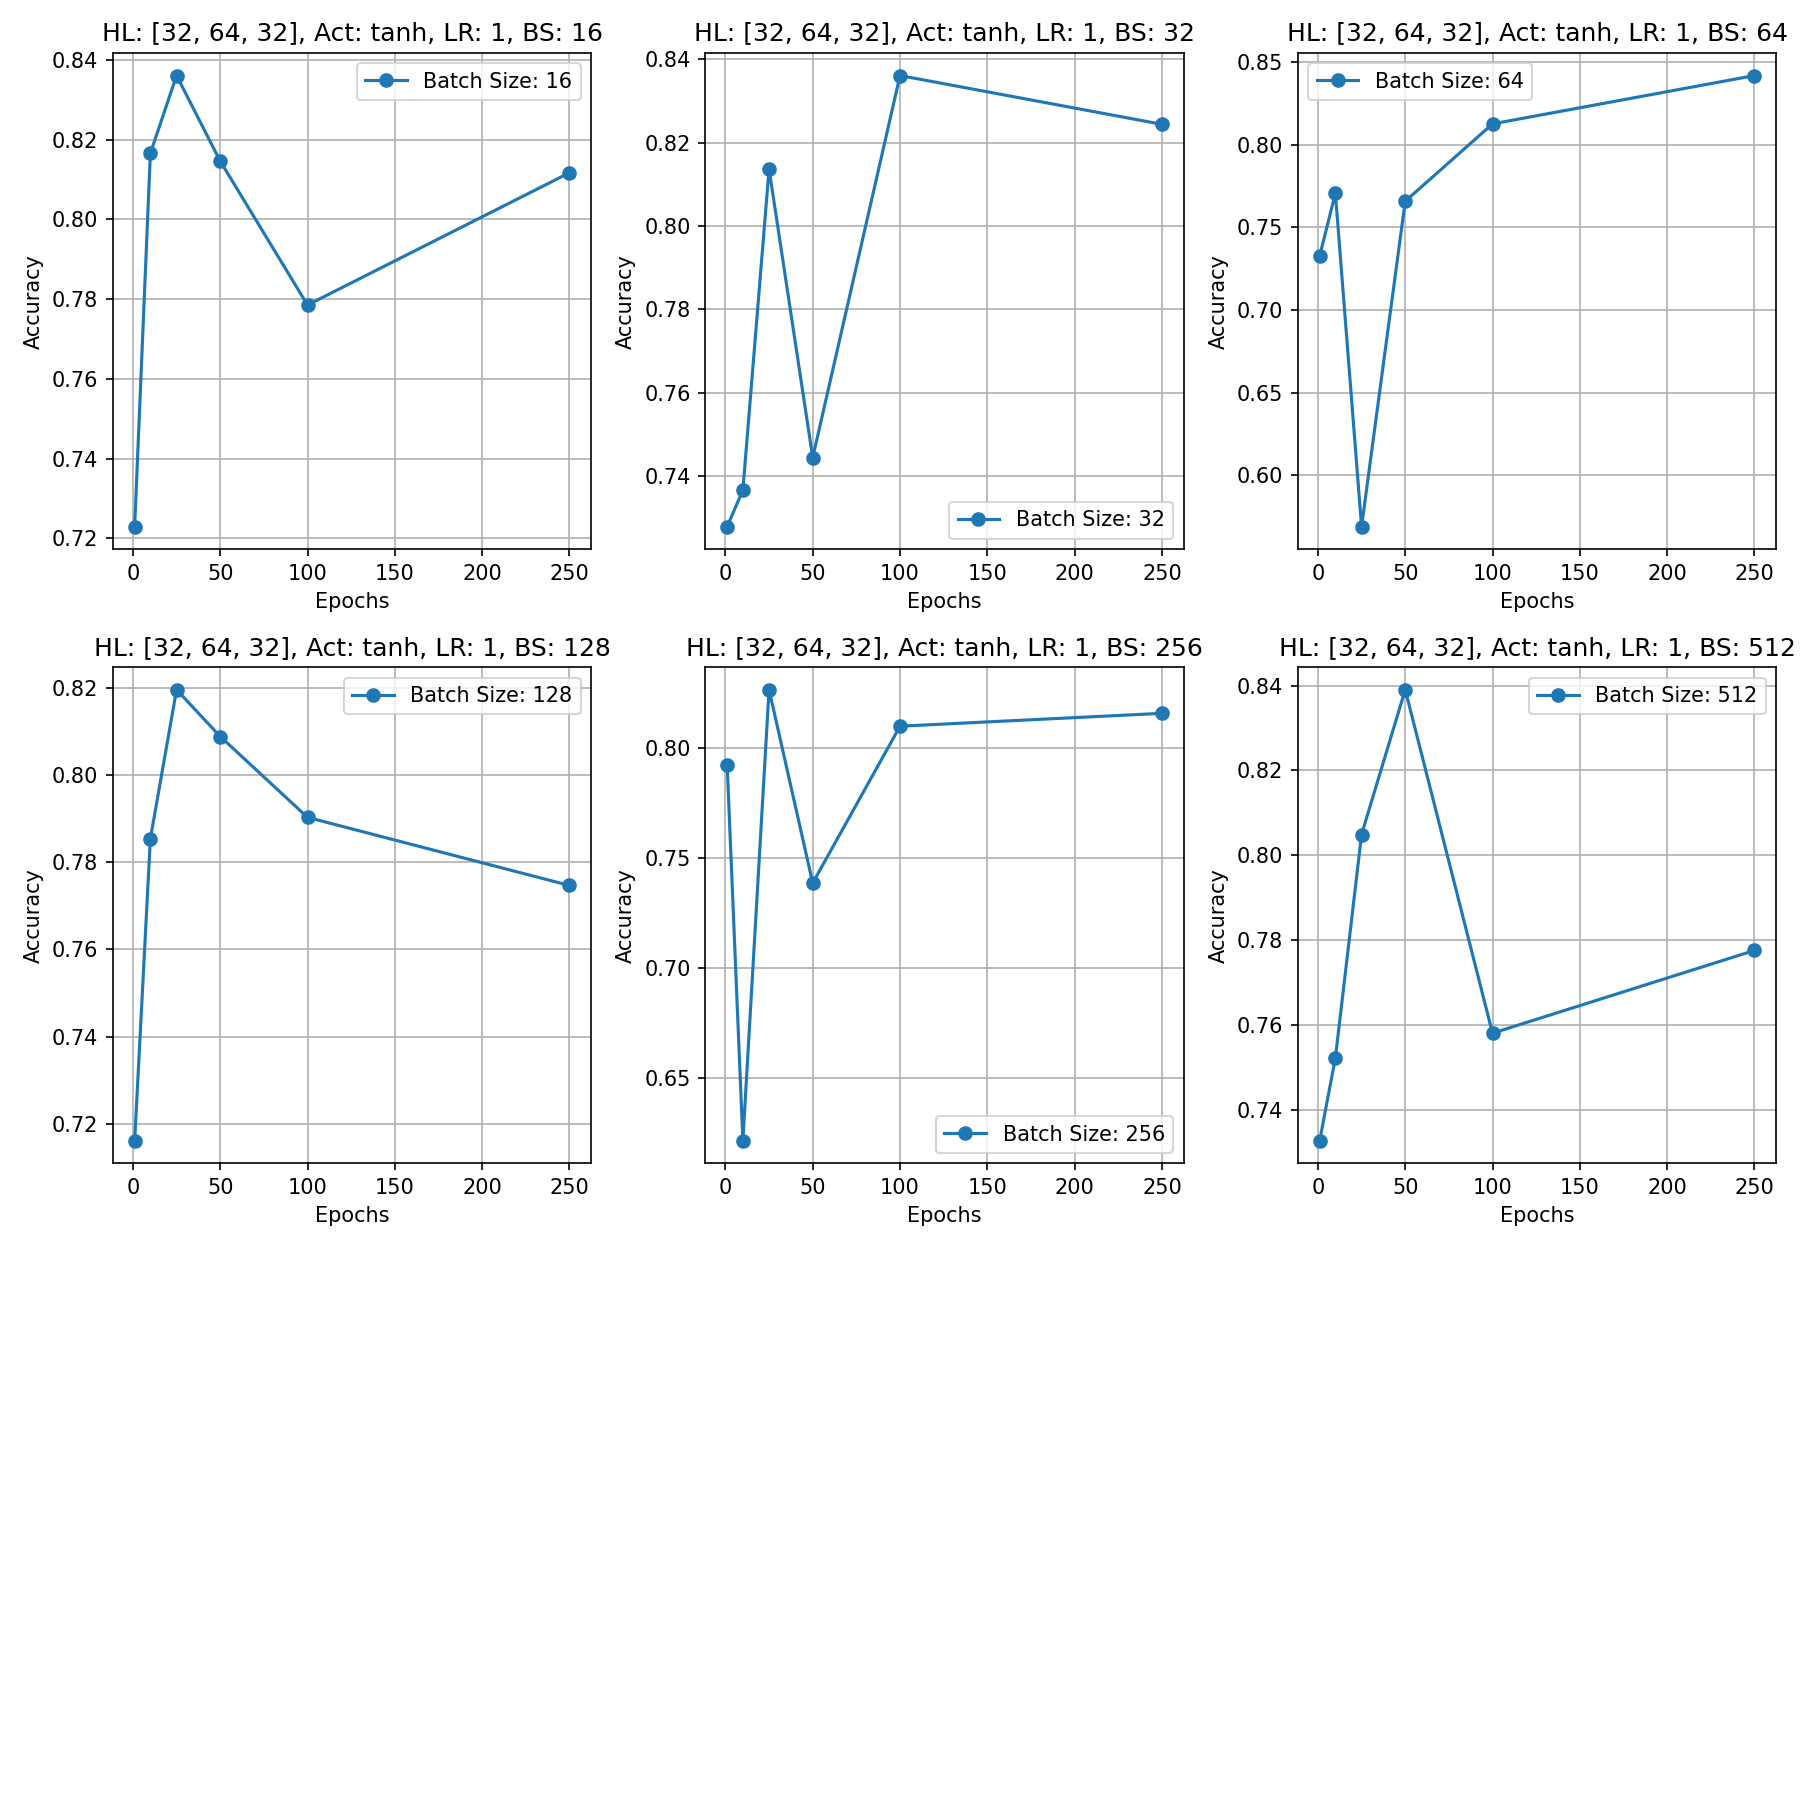 HL: [32, 64, 32], Act: tanh, LR: 1, BS: 16
Batch Size: 16
0.84
0.82
0.80
0.78
0.76
0.74
0.72
Accuracy
0 50 100 150 200 250
Epochs
HL: [32, 64, 32], Act: tanh, LR: 1, BS: 32
0.84
0.82
0.80
0.78
0.76
0.74
Accuracy
Batch Size: 32
0 50 100 150 200 250
Epochs
HL: [32, 64, 32], Act: tanh, LR: 1, BS: 64
Batch Size: 64
0.85
0.80
0.75
0.70
0.65
0.60
Accuracy
0 50 100 150 200 250
Epochs
HL: [32, 64, 32], Act: tanh, LR: 1, BS: 128
Batch Size: 128
0.82
0.80
0.78
0.76
0.74
0.72
Accuracy
0 50 100 150 200 250
Epochs
HL: [32, 64, 32], Act: tanh, LR: 1, BS: 256
0.80
0.75
0.70
0.65
Accuracy
Batch Size: 256
0 50 100 150 200 250
Epochs
HL: [32, 64, 32], Act: tanh, LR: 1, BS: 512
Batch Size: 512
0.84
0.82
0.80
0.78
0.76
0.74
Accuracy
0 50 100 150 200 250
Epochs